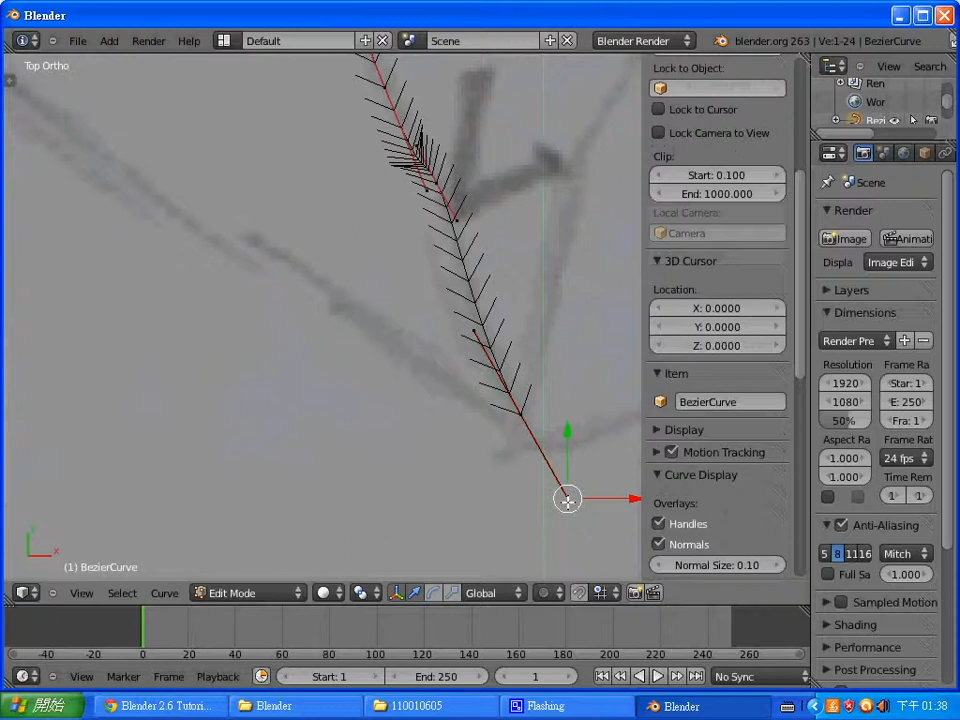 Blender
File Add Render Help Default Scene Blender Render blender.org 263 | Ve:1-24 | BezierCurve
Top Ortho
Lock to Object:
Lock to Cursor
Lock Camera to View
Clip:
Start: 0.100
End: 1000.000
Local Camera:
Camera
3D Cursor
Location:
X: 0.0000
Y: 0.0000
Z: 0.0000
Item
BezierCurve
Display
Motion Tracking
Curve Display
Overlays:
Handles
Normals
Normal Size: 0.10
View Search
Ren
Wor
Bezi
Scene
Render
Image Animati
Displa Image Edi
Layers
Dimensions
Render Pre
Resolution Frame Ra
1920 Star: 1
1080 E: 250
50% Fra: 1
Aspect Ra Frame Rat
1.000 24 fps
1.000 Time Rem
1 1
Anti-Aliasing
5 8 1116 Mitch
Full Sa 1.000
Sampled Motion
Shading
Performance
Post Processing
y
x
(1) BezierCurve
View Select Curve Edit Mode Global
-40 -20 0 20 40 60 80 100 120 140 160 180 200 220 240 260
View Marker Frame Playback Start: 1 End: 250 1 No Sync
開始 Blender 2.6 Tutori... Blender 110010605 Flashing Blender 下午 01:38